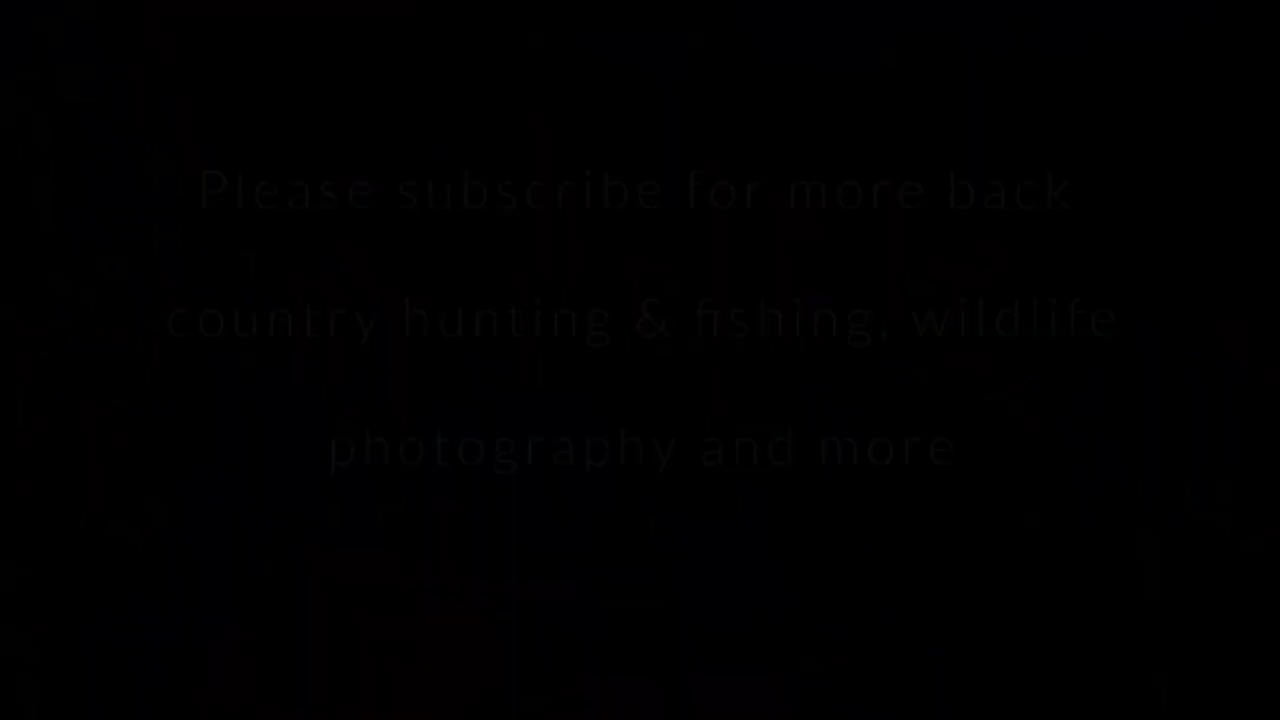 Please subscribe for more back
country hunting & fishing, wildlife
photography and more